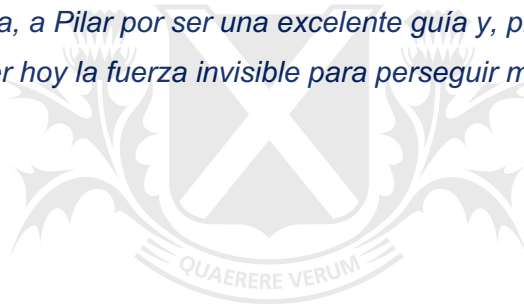 a, a Pilar por ser una excelente guía y, p
er hoy la fuerza invisible para perseguir m
QUAERERE VERUM